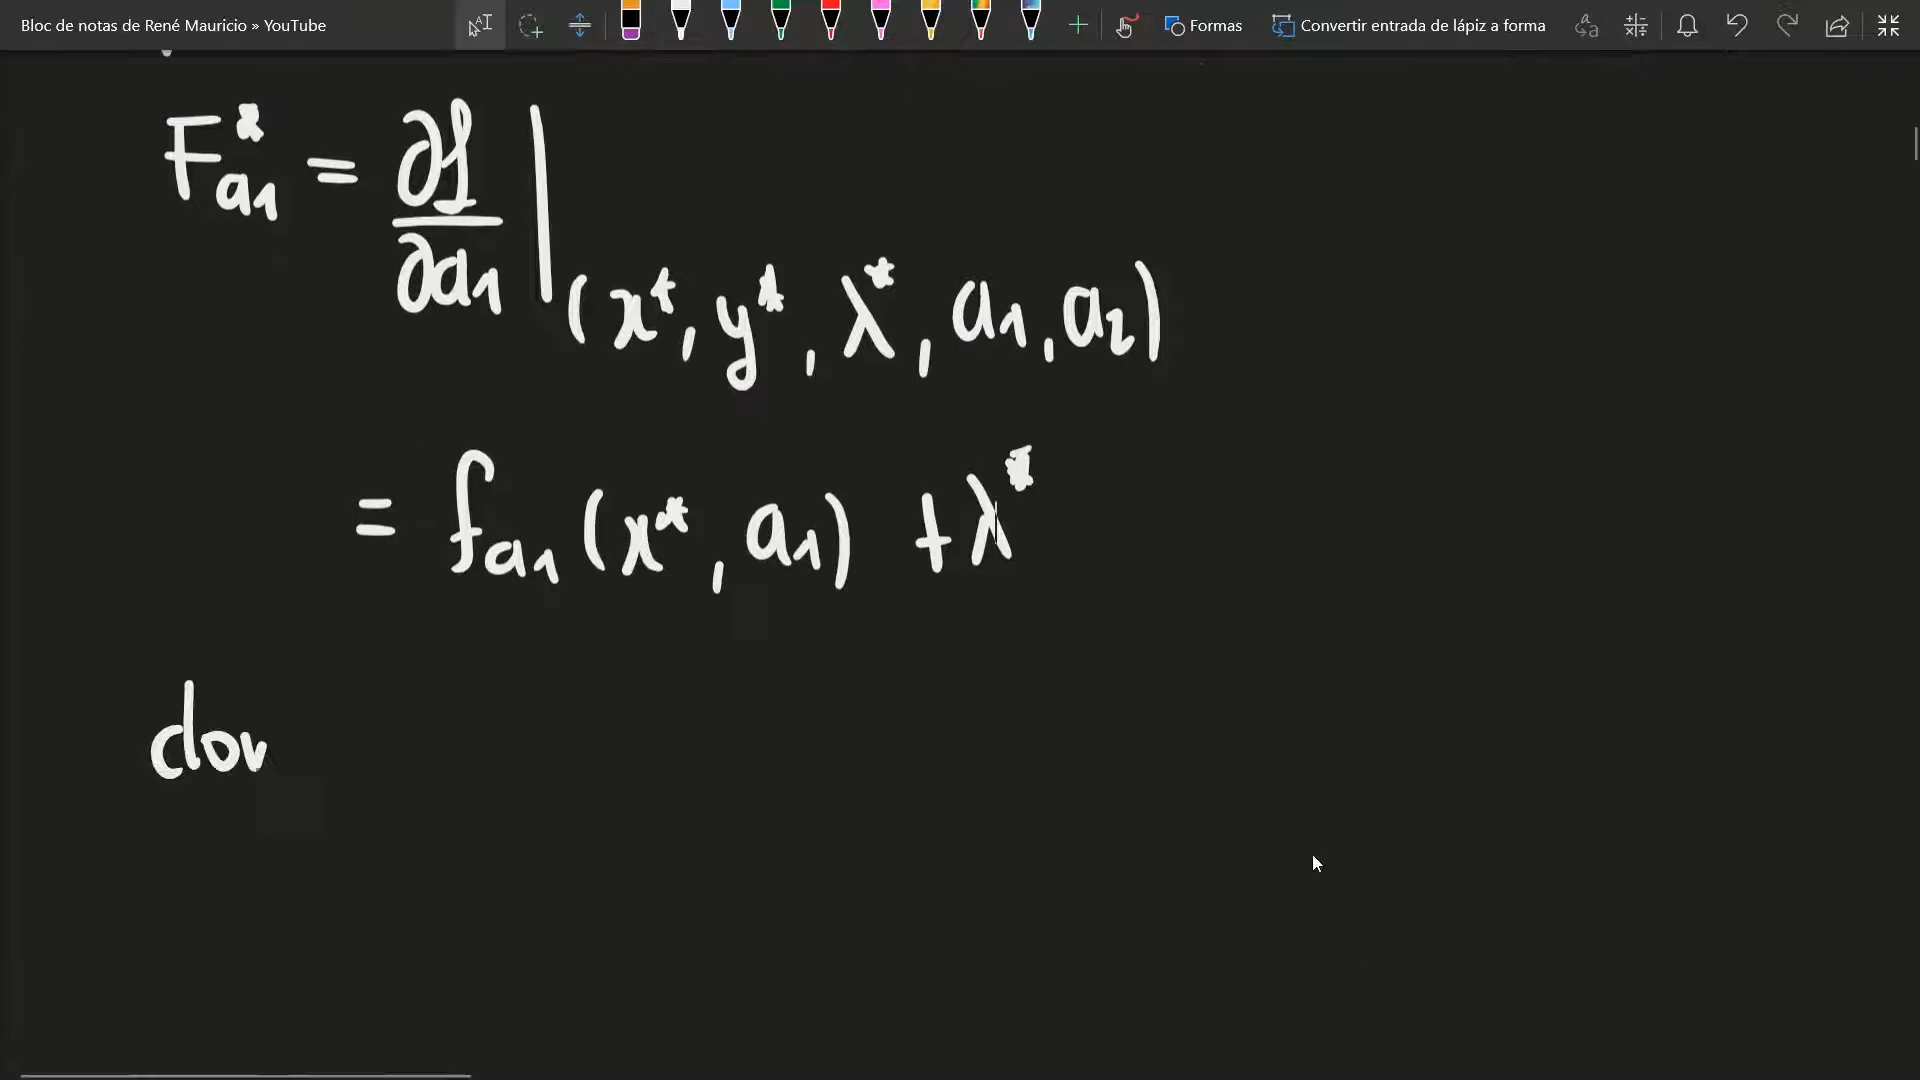 Bloc de notas de René Mauricio » YouTube
Formas
Convertir entrada de lápiz a forma
F*a1 = ∂f/∂a1 |(x*, y*, λ*, a1, a2)
= fa1 (x*, a1) + λ*
don